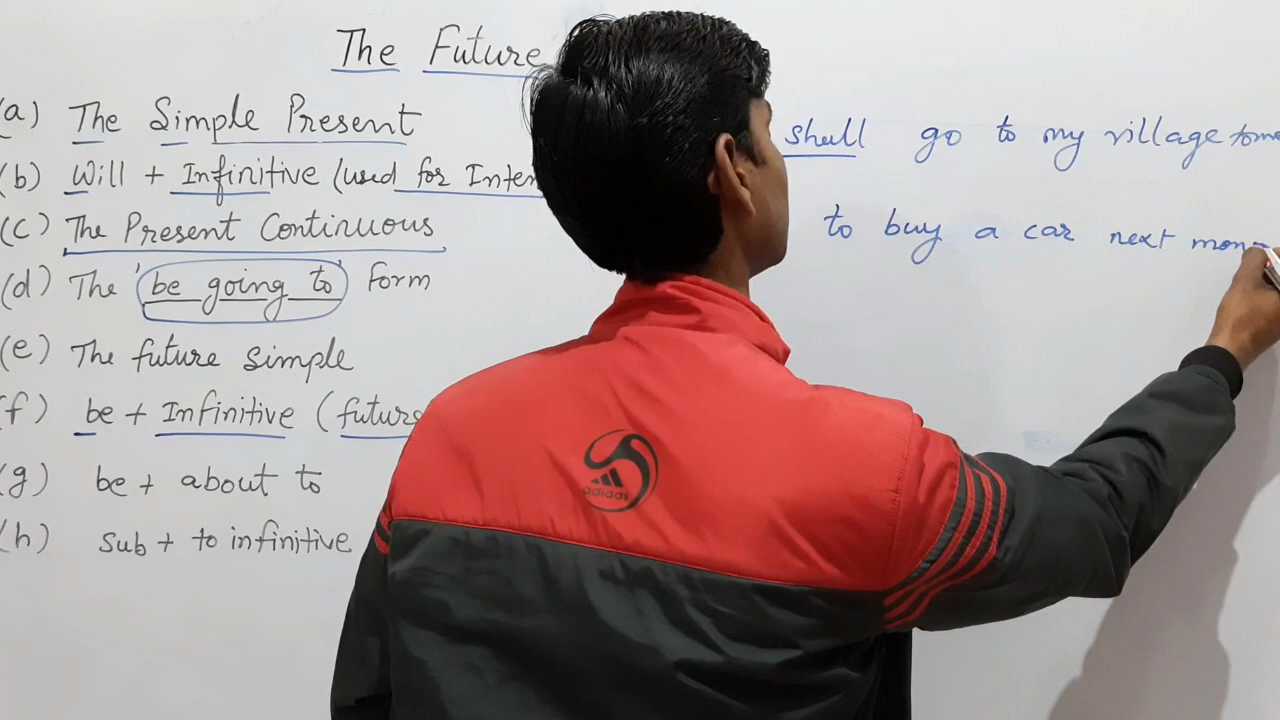 The Future
(a) The Simple Present
(b) Will + Infinitive (used for Inten
(c) The Present Continuous
(d) The 'be going to' form
(e) The future simple
(f) be + Infinitive (future
(g) be + about to
(h) sub + to infinitive
shall go to my village tom
to buy a car next mon
adidas